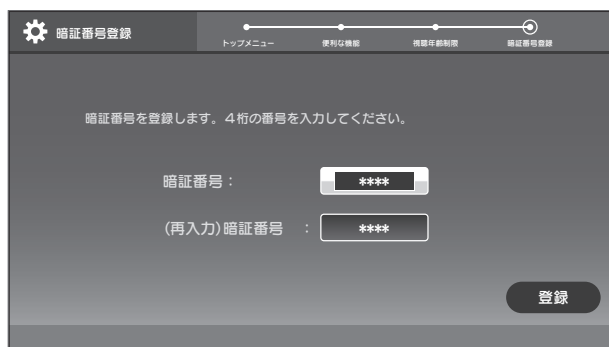 暗証番号登録
トップメニュー 便利な機能 視聴年齢制限 暗証番号登録
暗証番号を登録します。4桁の番号を入力してください。
暗証番号： ****
(再入力)暗証番号 ： ****
登録